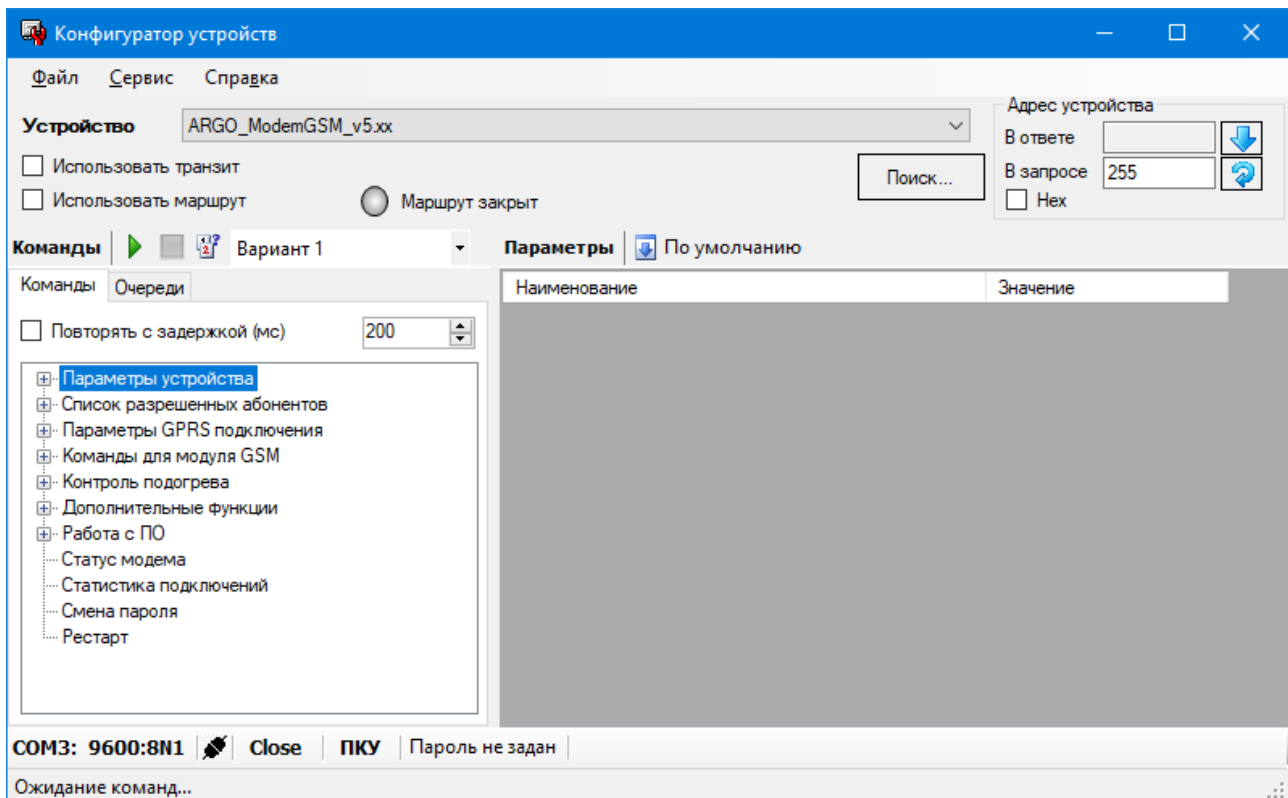 Конфигуратор устройств
Файл Сервис Справка
Устройство ARGO_ModemGSM_v5.xx
Адрес устройства
В ответе
Использовать транзит
Поиск...
В запросе 255
Использовать маршрут Маршрут закрыт
Hex
Команды Вариант 1
Параметры По умолчанию
Команды Очереди
Наименование Значение
Повторять с задержкой (мс) 200
Параметры устройства
Список разрешенных абонентов
Параметры GPRS подключения
Команды для модуля GSM
Контроль подогрева
Дополнительные функции
Работа с ПО
Статус модема
Статистика подключений
Смена пароля
Рестарт
COM3: 9600:8N1 Close ПКУ Пароль не задан
Ожидание команд...